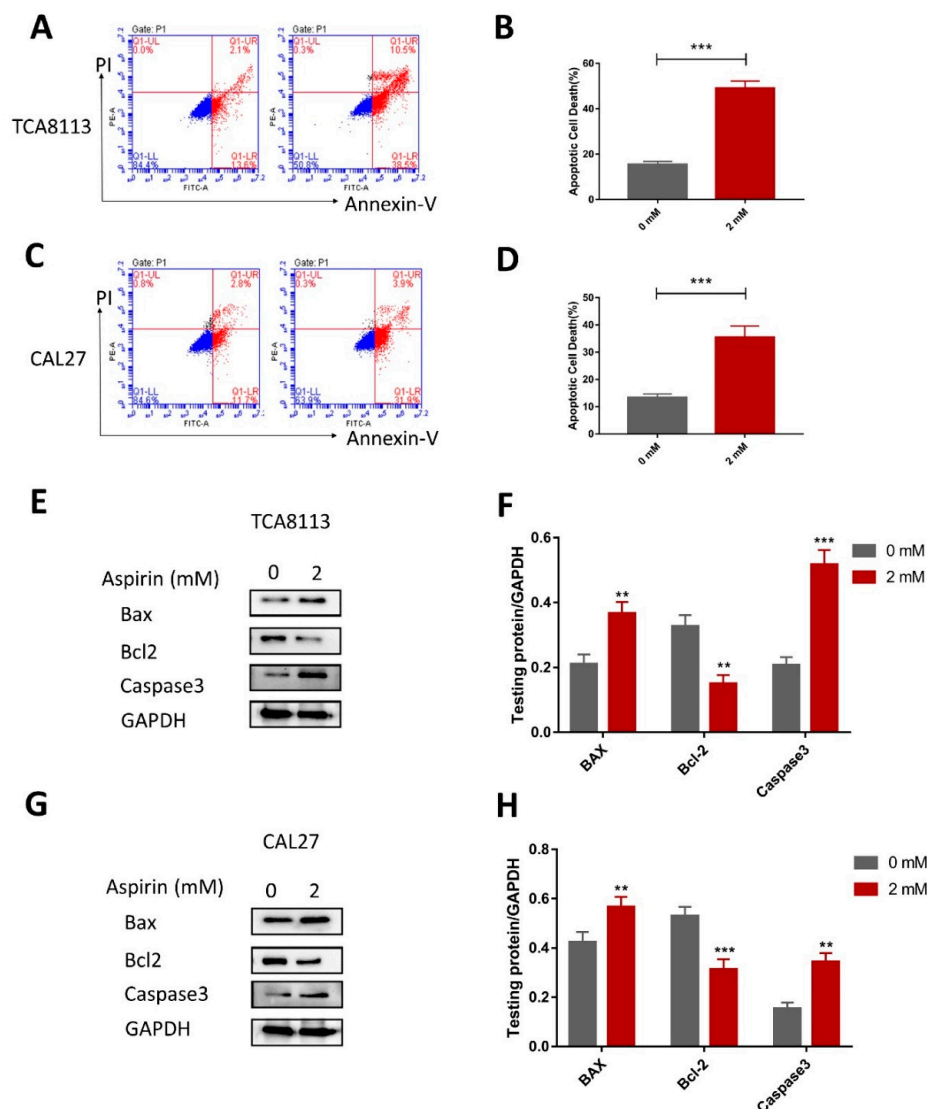 A
Gate: P1
Q1-UL
0.0%
Q1-UR
2.1%
Q1-LL
84.4%
Q1-LR
13.6%
PE-A
FITC-A
Gate: P1
Q1-UL
0.3%
Q1-UR
10.5%
Q1-LL
50.8%
Q1-LR
38.5%
PE-A
FITC-A
PI
TCA8113
Annexin-V
B
***
Apoptotic Cell Death(%)
60
40
20
0
0 mM
2 mM
C
Gate: P1
Q1-UL
0.8%
Q1-UR
2.8%
Q1-LL
84.6%
Q1-LR
11.7%
PE-A
FITC-A
Gate: P1
Q1-UL
0.3%
Q1-UR
3.9%
Q1-LL
63.9%
Q1-LR
31.9%
PE-A
FITC-A
PI
CAL27
Annexin-V
D
***
Apoptotic Cell Death(%)
50
40
30
20
10
0
0 mM
2 mM
E
TCA8113
Aspirin (mM) 0 2
Bax
Bcl2
Caspase3
GAPDH
F
Testing protein/GAPDH
0.6
0.4
0.2
0.0
**
**
***
BAX
Bcl-2
Caspase3
0 mM
2 mM
G
CAL27
Aspirin (mM) 0 2
Bax
Bcl2
Caspase3
GAPDH
H
Testing protein/GAPDH
0.8
0.6
0.4
0.2
0.0
**
***
**
BAX
Bcl-2
Caspase3
0 mM
2 mM